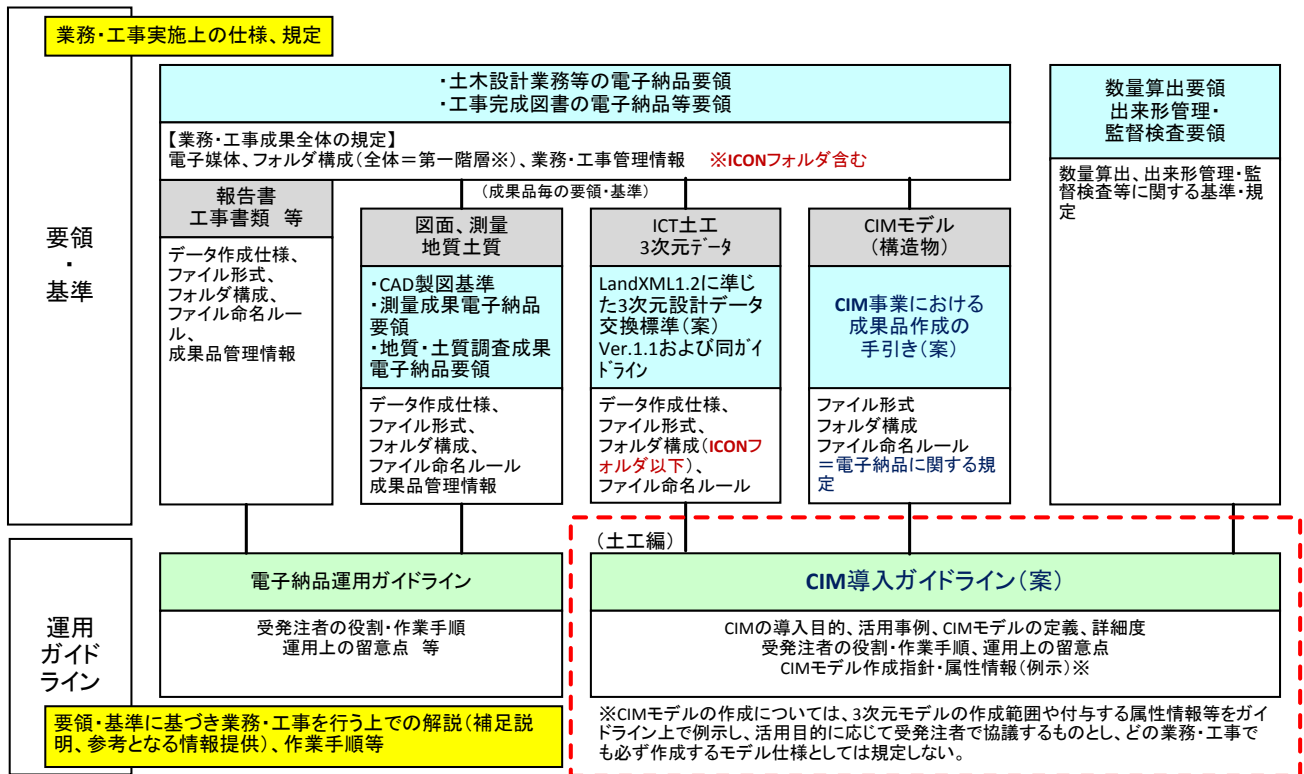 業務・工事実施上の仕様、規定
要領
・
基準
・土木設計業務等の電子納品要領
・工事完成図書の電子納品等要領
【業務・工事成果全体の規定】
電子媒体、フォルダ構成(全体=第一階層※)、業務・工事管理情報　※ICONフォルダ含む
(成果品毎の要領・基準)
報告書
工事書類　等
データ作成仕様、
ファイル形式、
フォルダ構成、
ファイル命名ルー
ル、
成果品管理情報
図面、測量
地質土質
・CAD製図基準
・測量成果電子納品
要領
・地質・土質調査成果
電子納品要領
データ作成仕様、
ファイル形式、
フォルダ構成、
ファイル命名ルール
成果品管理情報
ICT土工
3次元データ
LandXML1.2に準じ
た3次元設計データ
交換標準(案)
Ver.1.1および同ガイ
ドライン
データ作成仕様、
ファイル形式、
フォルダ構成(ICONフ
ォルダ以下)、
ファイル命名ルール
CIMモデル
(構造物)
CIM事業における
成果品作成の
手引き(案)
ファイル形式
フォルダ構成
ファイル命名ルール
=電子納品に関する規
定
数量算出要領
出来形管理・
監督検査要領
数量算出、出来形管理・監
督検査等に関する基準・規
定
運用
ガイド
ライン
電子納品運用ガイドライン
受発注者の役割・作業手順
運用上の留意点　等
要領・基準に基づき業務・工事を行う上での解説(補足説
明、参考となる情報提供)、作業手順等
(土工編)
CIM導入ガイドライン(案)
CIMの導入目的、活用事例、CIMモデルの定義、詳細度
受発注者の役割・作業手順、運用上の留意点
CIMモデル作成指針・属性情報(例示)※
※CIMモデルの作成については、3次元モデルの作成範囲や付与する属性情報等をガイ
ドライン上で例示し、活用目的に応じて受発注者で協議するものとし、どの業務・工事で
も必ず作成するモデル仕様としては規定しない。